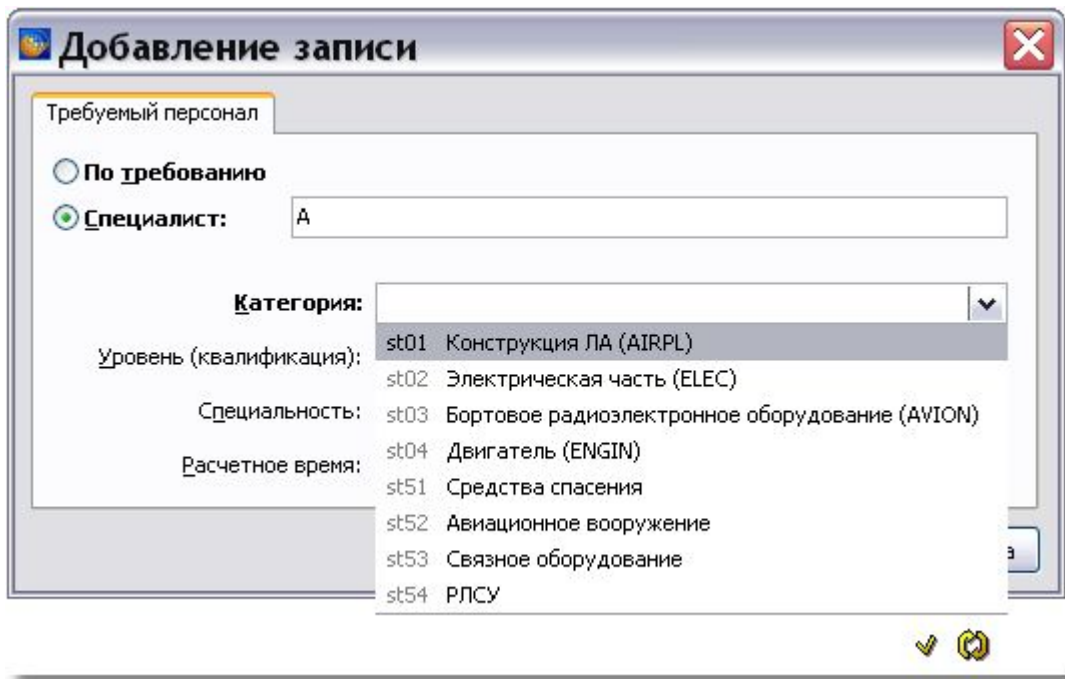 Добавление записи
Требуемый персонал
По требованию
Специалист: А
Категория:
Уровень (квалификация):
Специальность:
Расчетное время:
st01 Конструкция ЛА (AIRPL)
st02 Электрическая часть (ELEC)
st03 Бортовое радиоэлектронное оборудование (AVION)
st04 Двигатель (ENGIN)
st51 Средства спасения
st52 Авиационное вооружение
st53 Связное оборудование
st54 РЛСУ